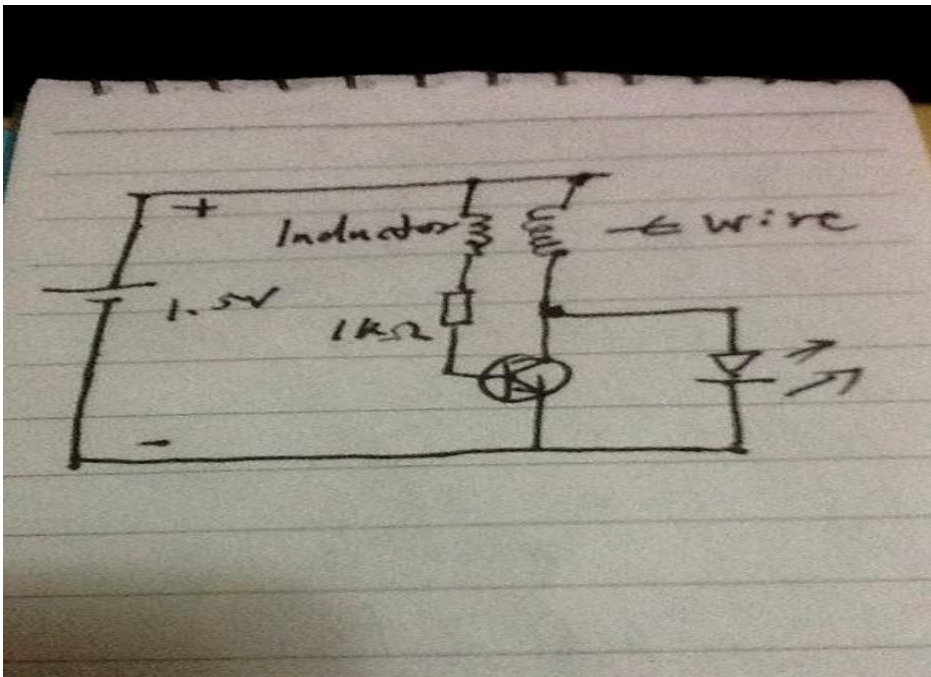 +
Inductor
← wire
1.5V
1kΩ
-